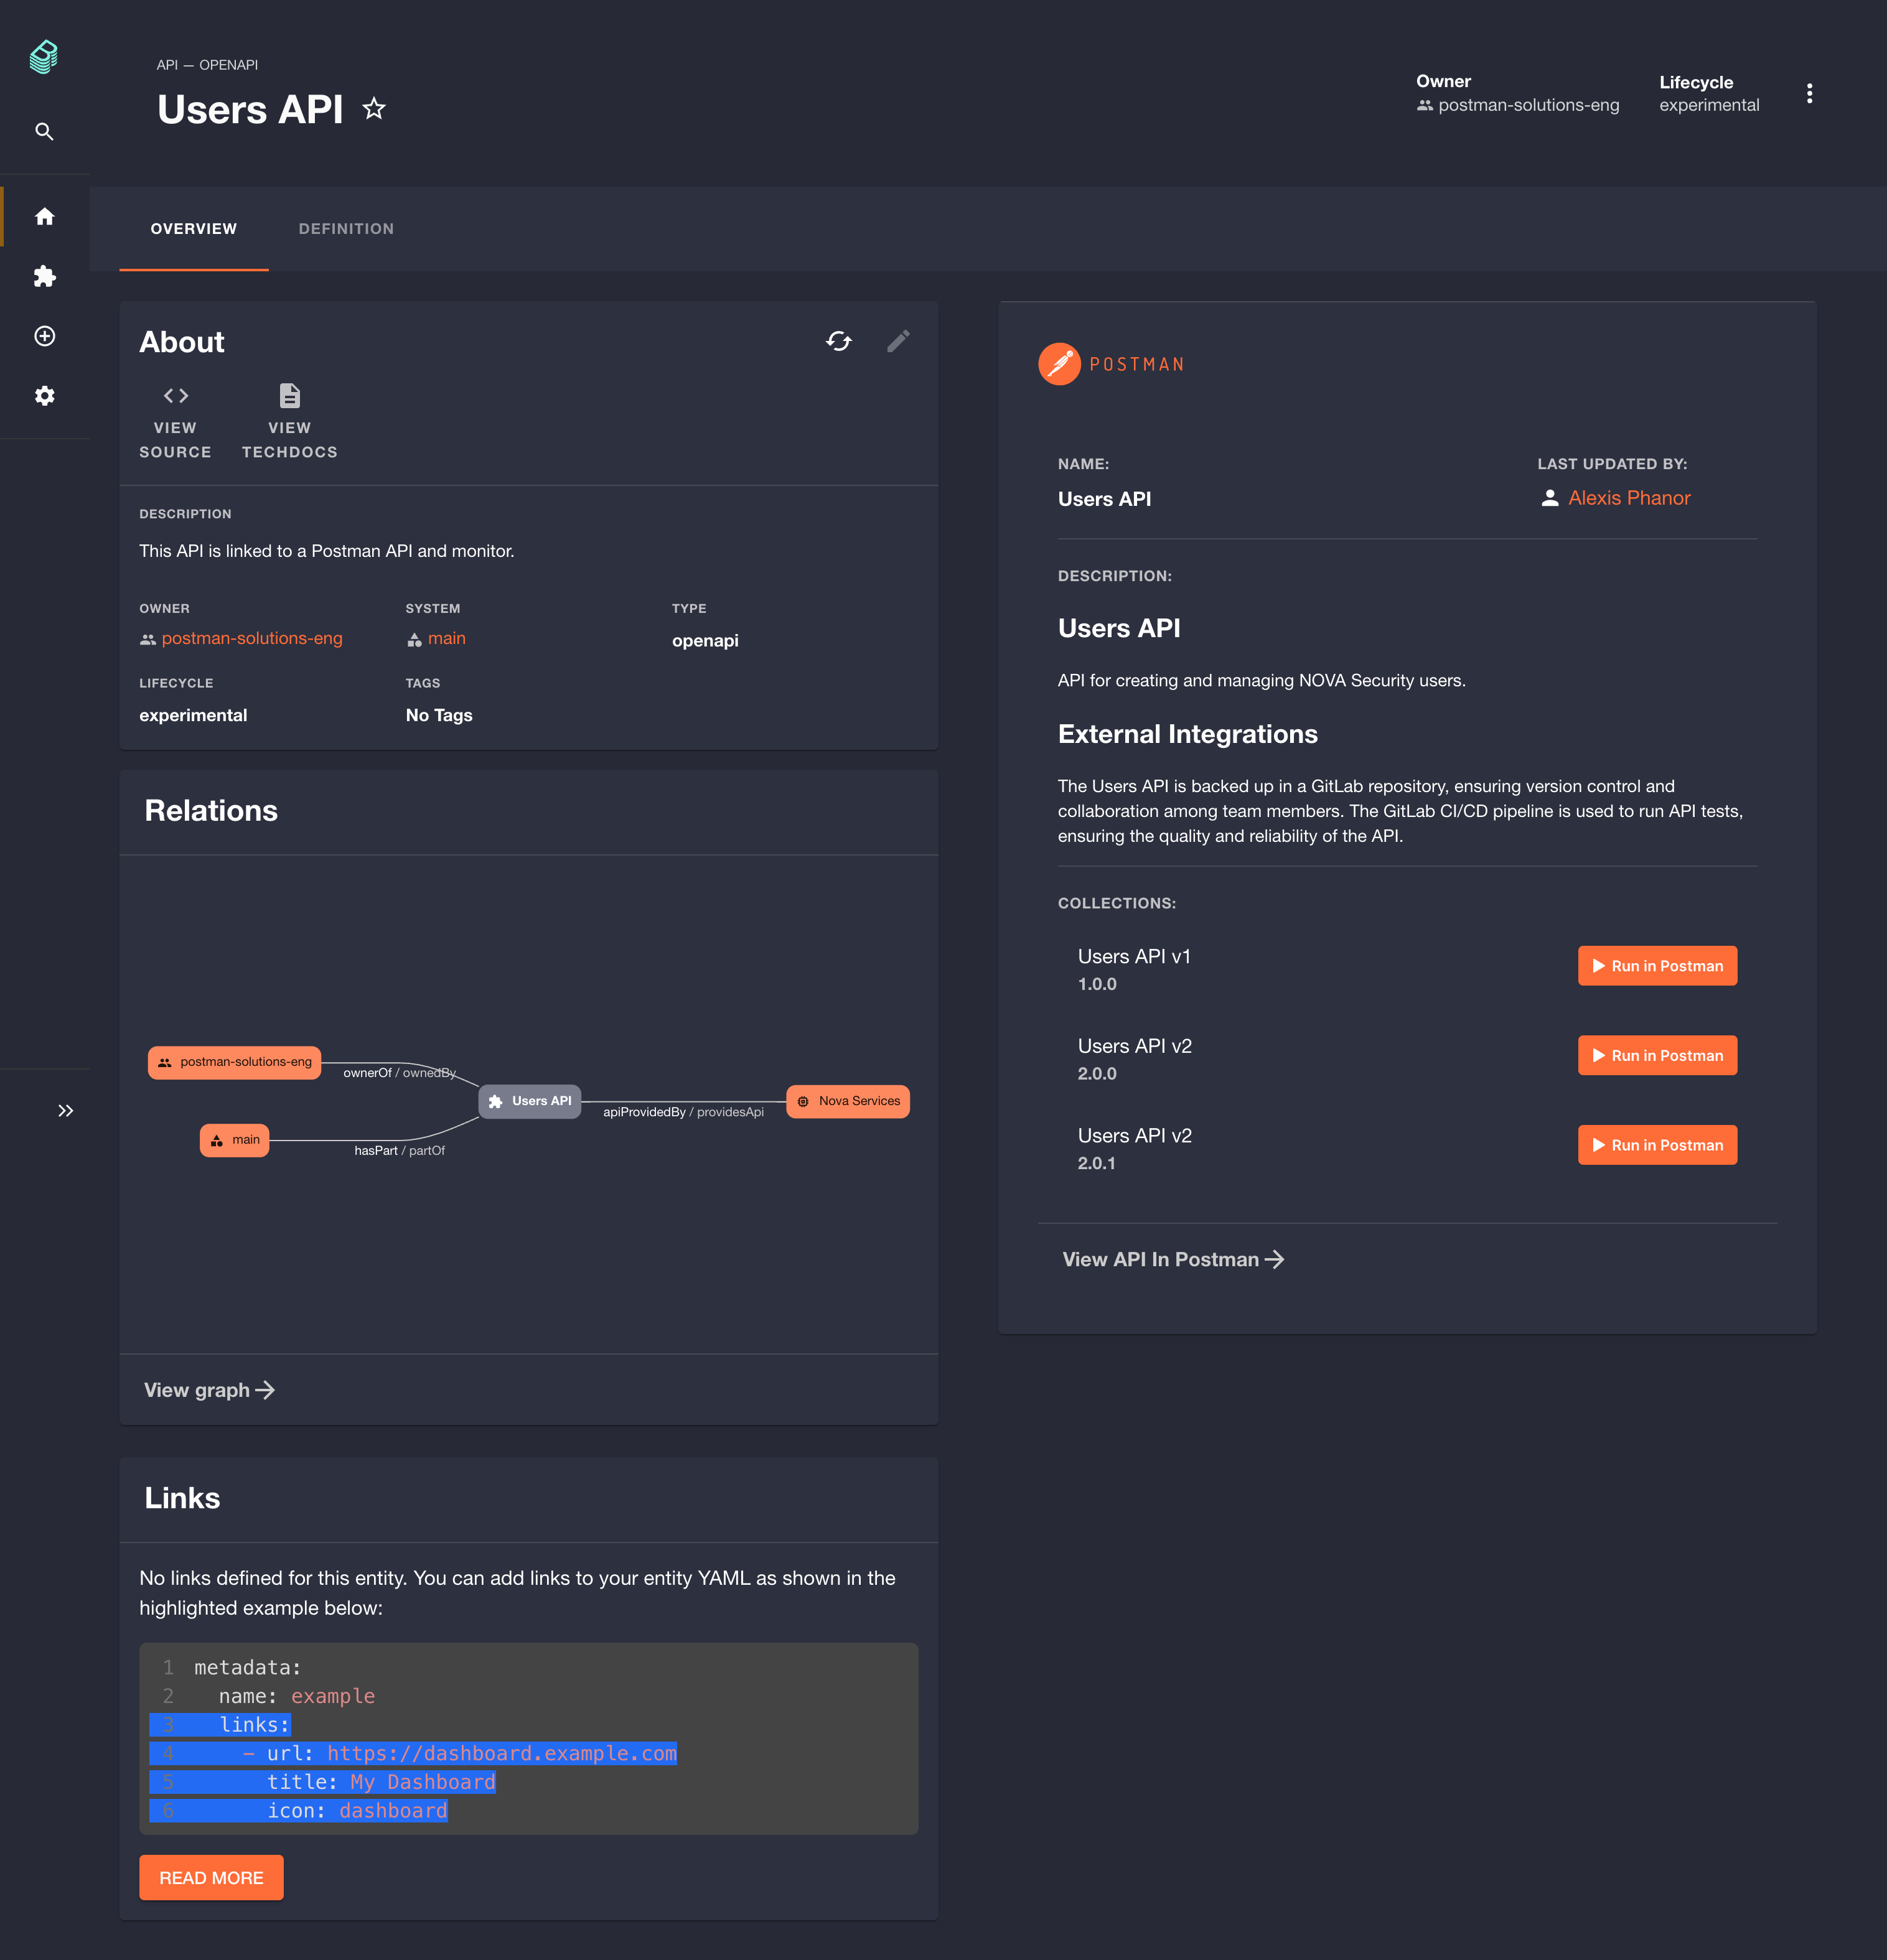 API — OPENAPI
Users API
Owner
postman-solutions-eng
Lifecycle
experimental
OVERVIEW
DEFINITION
About
VIEW
SOURCE
VIEW
TECHDOCS
DESCRIPTION
This API is linked to a Postman API and monitor.
OWNER
postman-solutions-eng
SYSTEM
main
TYPE
openapi
LIFECYCLE
experimental
TAGS
No Tags
Relations
postman-solutions-eng
ownerOf / ownedBy
Users API
apiProvidedBy / providesApi
Nova Services
main
hasPart / partOf
View graph
Links
No links defined for this entity. You can add links to your entity YAML as shown in the
highlighted example below:
1 metadata:
2   name: example
3   links:
4     - url: https://dashboard.example.com
5       title: My Dashboard
6       icon: dashboard
READ MORE
POSTMAN
NAME:
Users API
LAST UPDATED BY:
Alexis Phanor
DESCRIPTION:
Users API
API for creating and managing NOVA Security users.
External Integrations
The Users API is backed up in a GitLab repository, ensuring version control and
collaboration among team members. The GitLab CI/CD pipeline is used to run API tests,
ensuring the quality and reliability of the API.
COLLECTIONS:
Users API v1
1.0.0
Run in Postman
Users API v2
2.0.0
Run in Postman
Users API v2
2.0.1
Run in Postman
View API In Postman